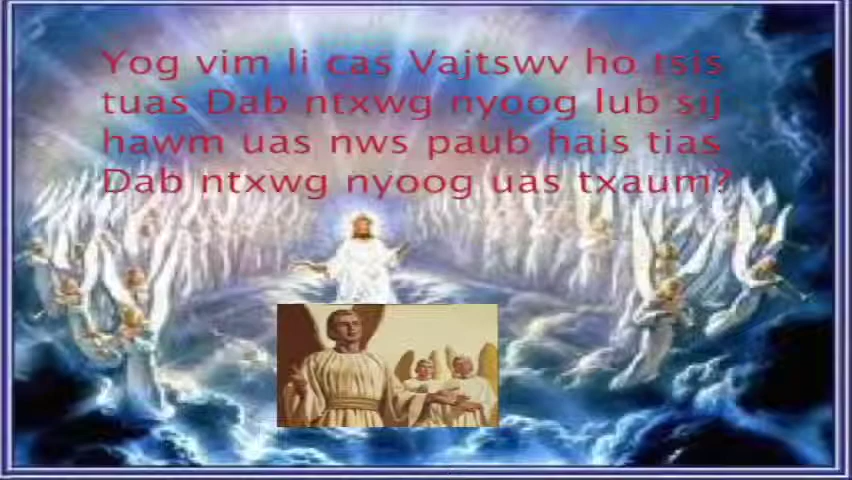 Yog vim li cas Vajtswv ho tsis
tuas Dab ntxwg nyoog lub sij
hawm uas nws paub hais tias
Dab ntxwg nyoog uas txaum?